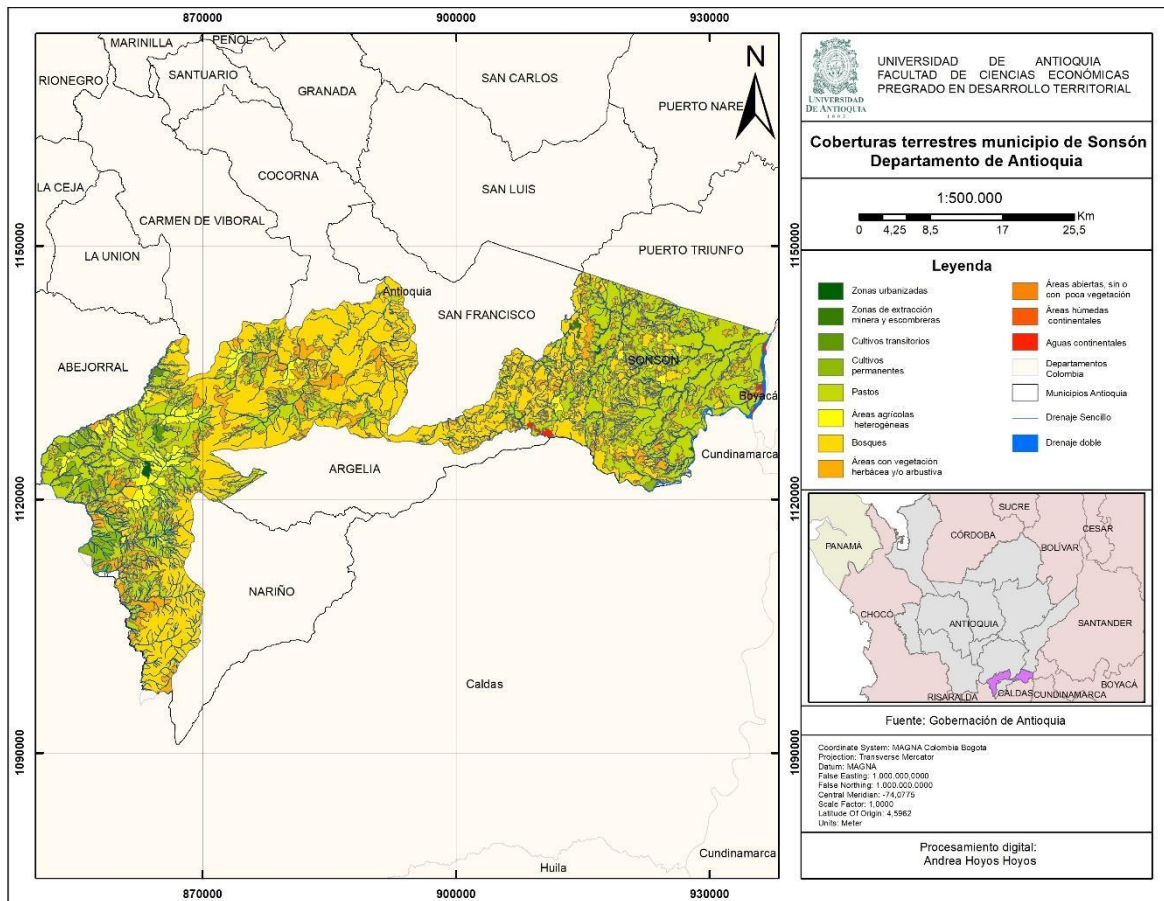 870000
900000
930000
MARINILLA
PEÑOL
RIONEGRO
SANTUARIO
GRANADA
SAN CARLOS
PUERTO NARE
N
LA CEJA
COCORNA
SAN LUIS
CARMEN DE VIBORAL
LA UNION
PUERTO TRIUNFO
1150000
1150000
Antioquia
SAN FRANCISCO
ABEJORRAL
SONSON
Boyacá
ARGELIA
Cundinamarca
1120000
1120000
NARIÑO
Caldas
1090000
1090000
Cundinamarca
Huila
870000
900000
930000
UNIVERSIDAD
DE ANTIOQUIA
1803
UNIVERSIDAD DE ANTIOQUIA
FACULTAD DE CIENCIAS ECONÓMICAS
PREGRADO EN DESARROLLO TERRITORIAL
Coberturas terrestres municipio de Sonsón
Departamento de Antioquia
1:500.000
Km
0 4,25 8,5 17 25,5
Leyenda
Zonas urbanizadas
Zonas de extracción
minera y escombreras
Cultivos transitorios
Cultivos
permanentes
Pastos
Áreas agrícolas
heterogéneas
Bosques
Áreas con vegetación
herbácea y/o arbustiva
Áreas abiertas, sin o
con poca vegetación
Áreas húmedas
continentales
Aguas continentales
Departamentos
Colombia
Municipios Antioquia
Drenaje Sencillo
Drenaje doble
PANAMÁ
SUCRE
CÓRDOBA
CESAR
BOLÍVAR
CHOCÓ
ANTIOQUIA
SANTANDER
RISARALDA
CALDAS
CUNDINAMARCA
BOYACÁ
Fuente: Gobernación de Antioquia
Coordinate System: MAGNA Colombia Bogota
Projection: Transverse Mercator
Datum: MAGNA
False Easting: 1.000.000,0000
False Northing: 1.000.000,0000
Central Meridian: -74,0775
Scale Factor: 1,0000
Latitude Of Origin: 4,5962
Units: Meter
Procesamiento digital:
Andrea Hoyos Hoyos